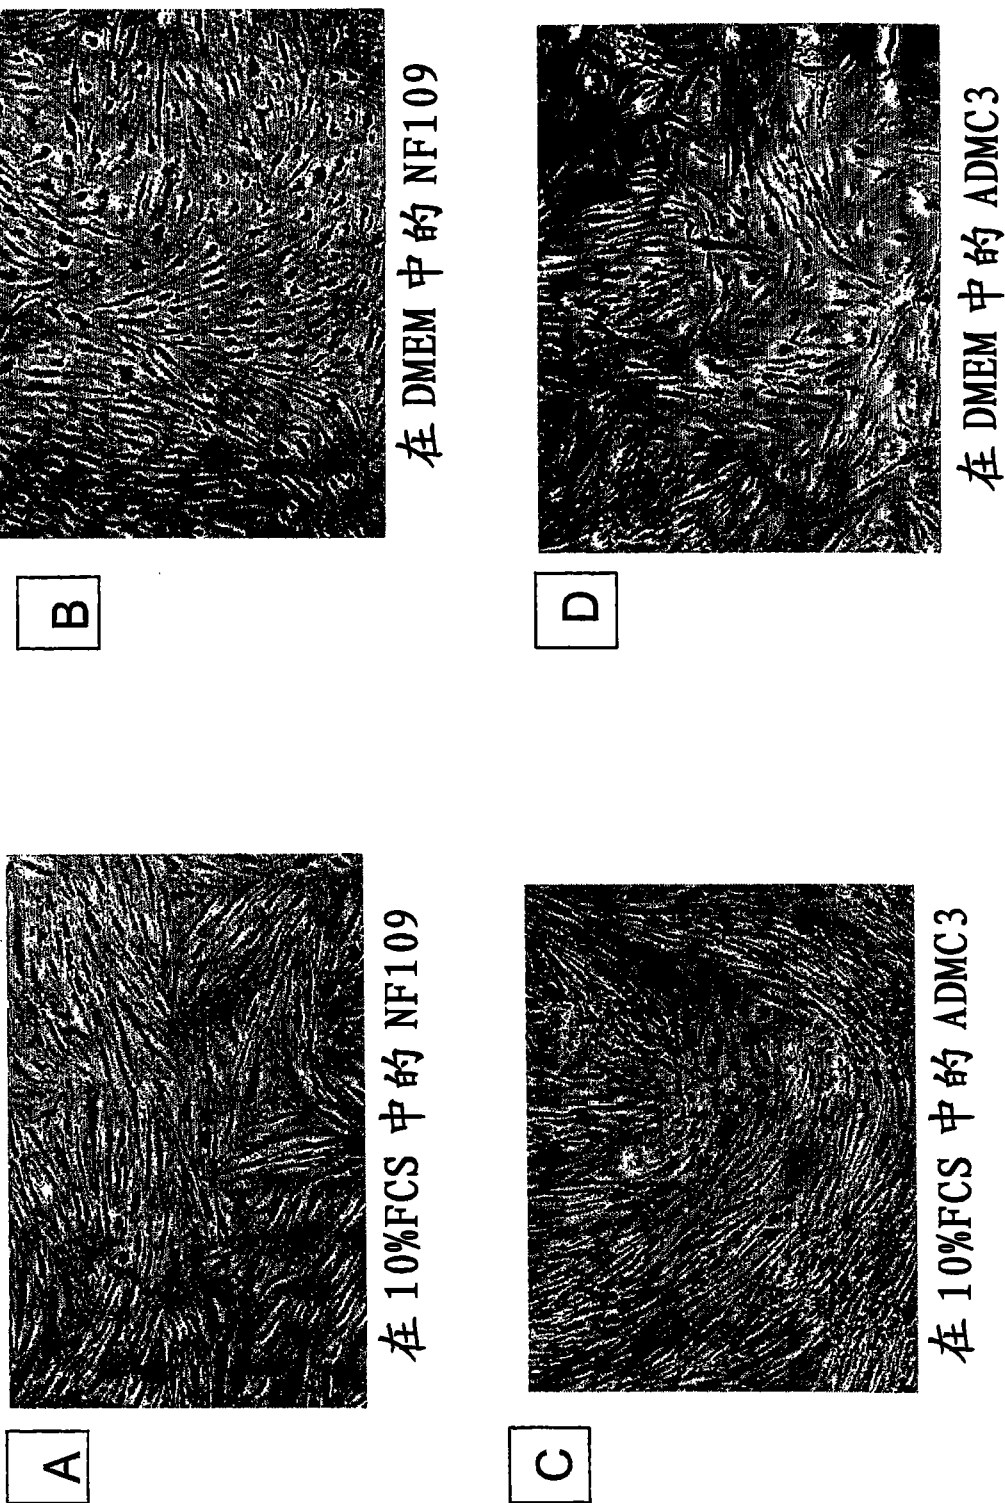 A
在 10%FCS 中的 NF109
B
在 DMEM 中的 NF109
C
在 10%FCS 中的 ADMC3
D
在 DMEM 中的 ADMC3